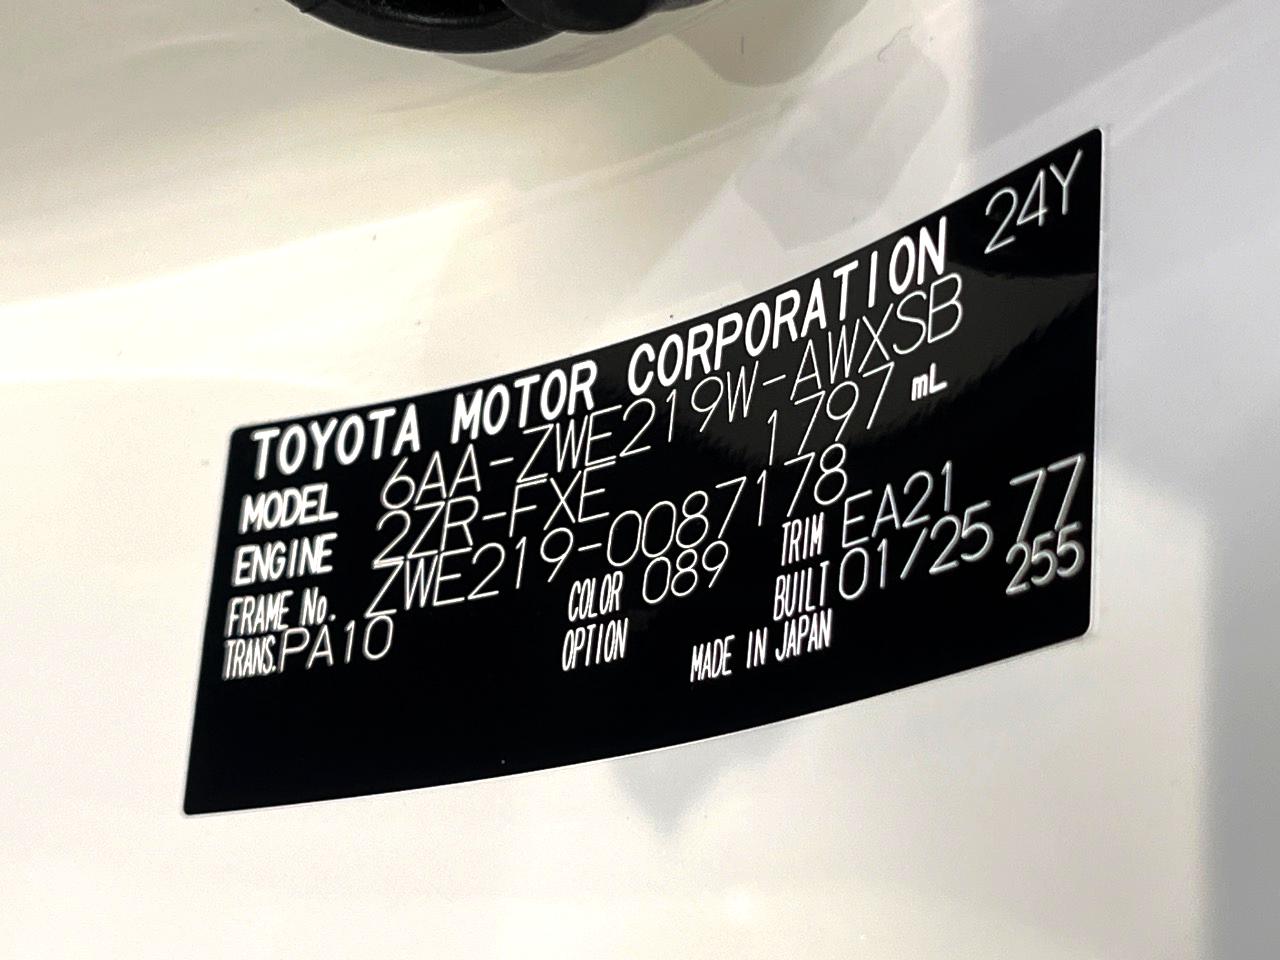 TOYOTA MOTOR CORPORATION 24Y
MODEL 6AA-ZWE219W-AWXSB
ENGINE 2ZR-FXE 1797 mL
FRAME No. ZWE219-0087178
TRANS. PA10 COLOR 089 TRIM EA21 77
OPTION BUILT 01/25 255
MADE IN JAPAN